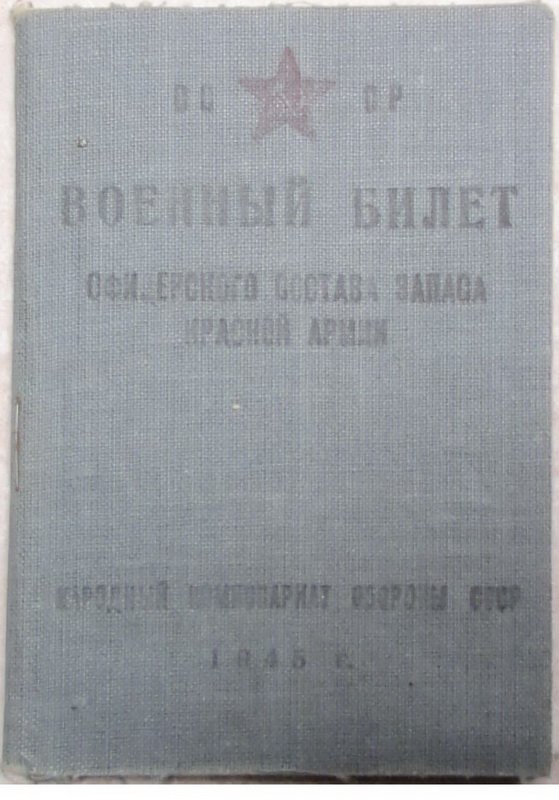 СС СР
ВОЕННЫЙ БИЛЕТ
ОФИЦЕРСКОГО СОСТАВА ЗАПАСА
КРАСНОЙ АРМИИ
НАРОДНЫЙ КОМИССАРИАТ ОБОРОНЫ СССР
1945 г.